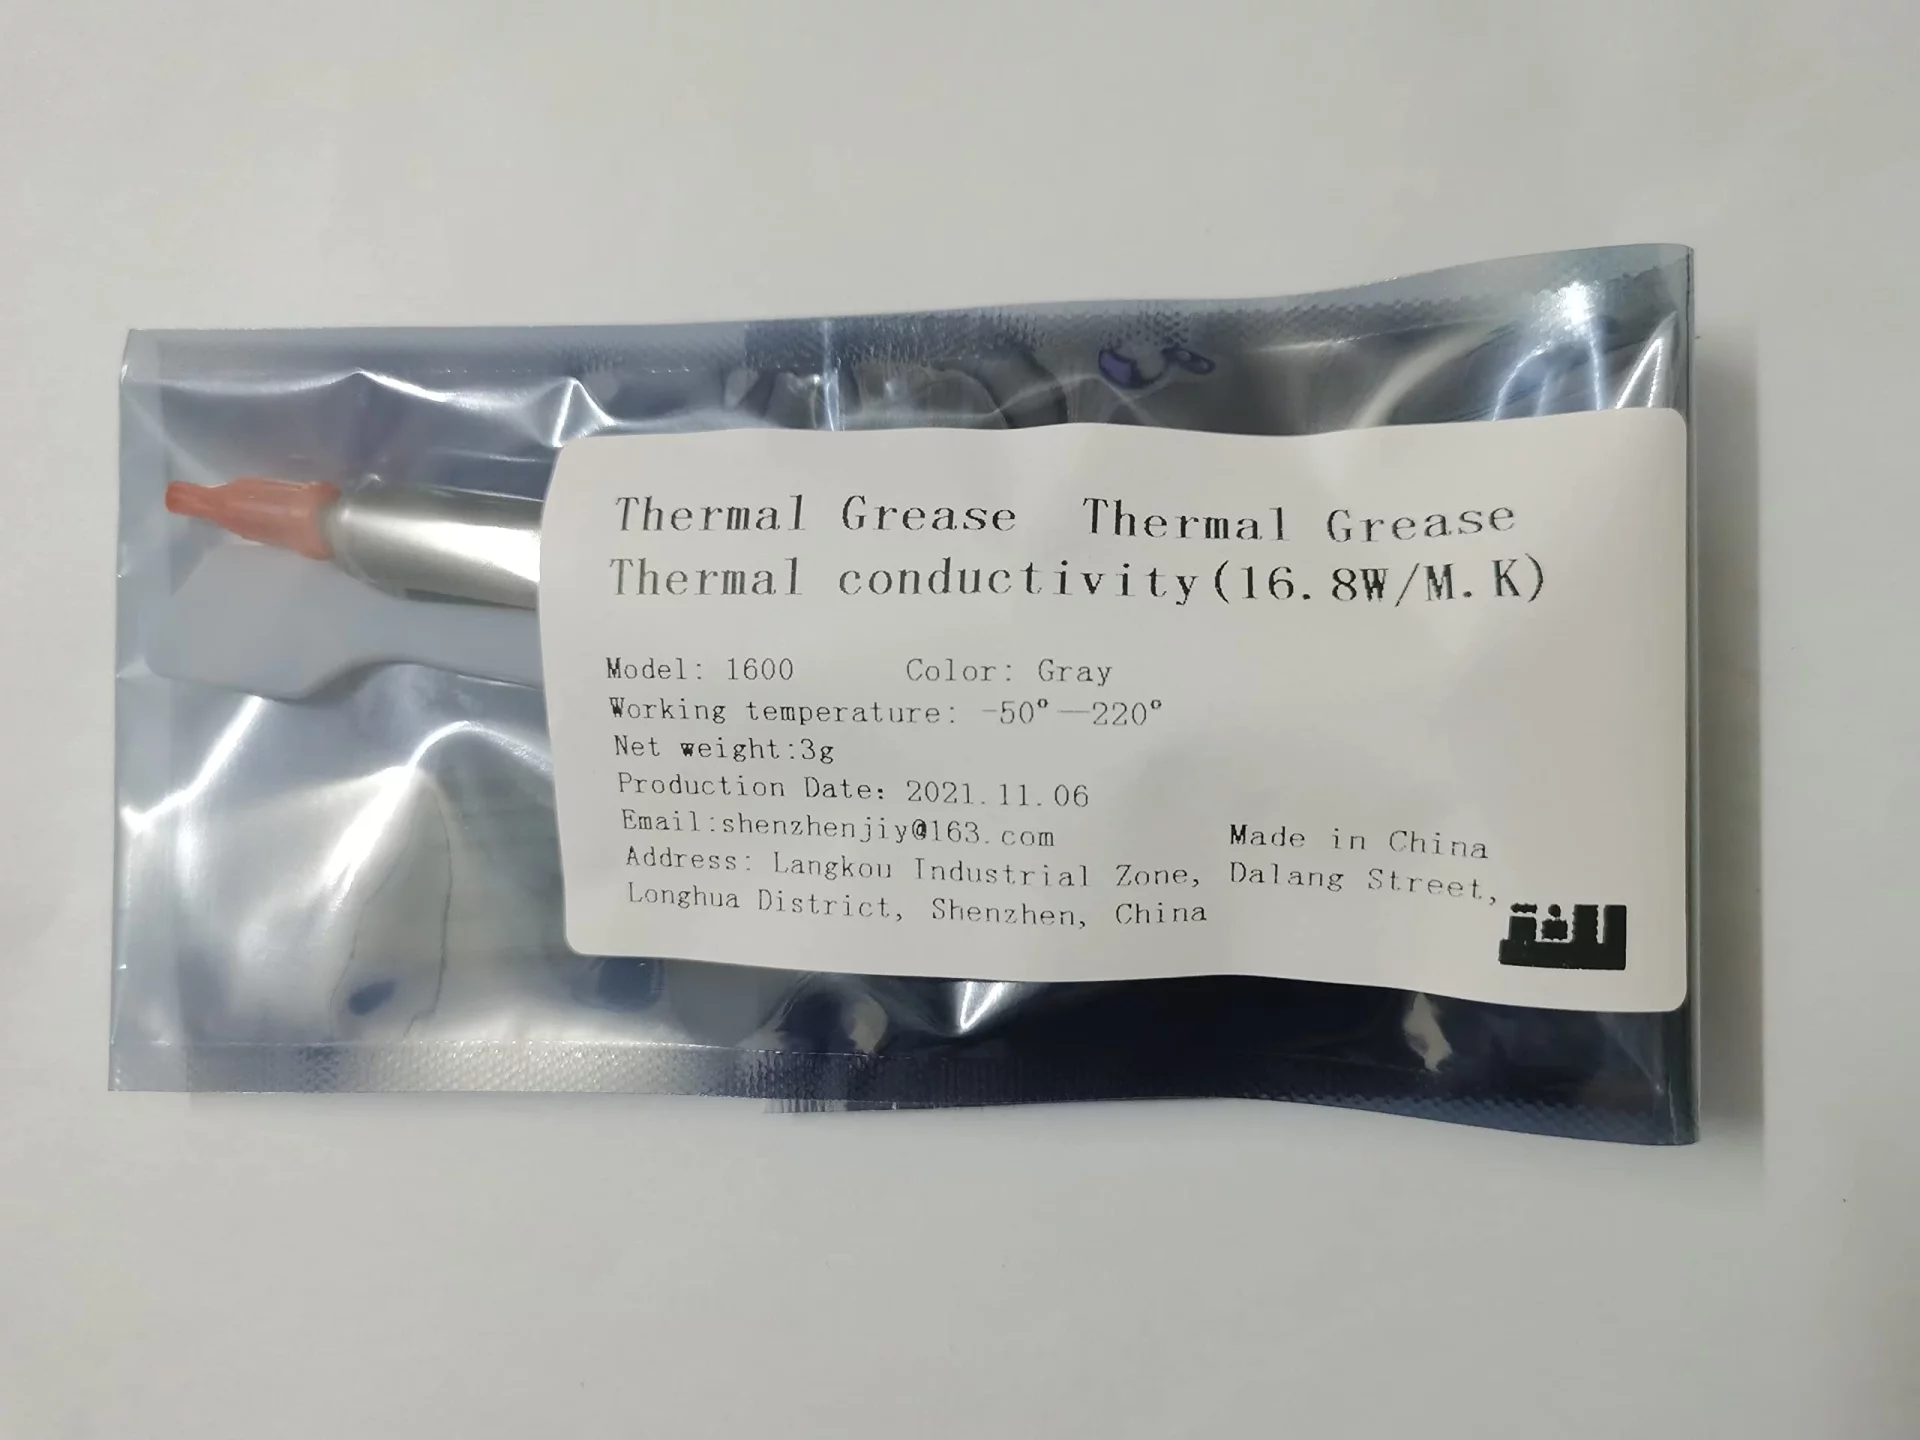 Thermal Grease Thermal Grease
Thermal conductivity(16.8W/M.K)
Model: 1600 Color: Gray
Working temperature: -50°—220°
Net weight:3g
Production Date: 2021.11.06
Email:shenzhenjiy@163.com Made in China
Address: Langkou Industrial Zone, Dalang Street,
Longhua District, Shenzhen, China